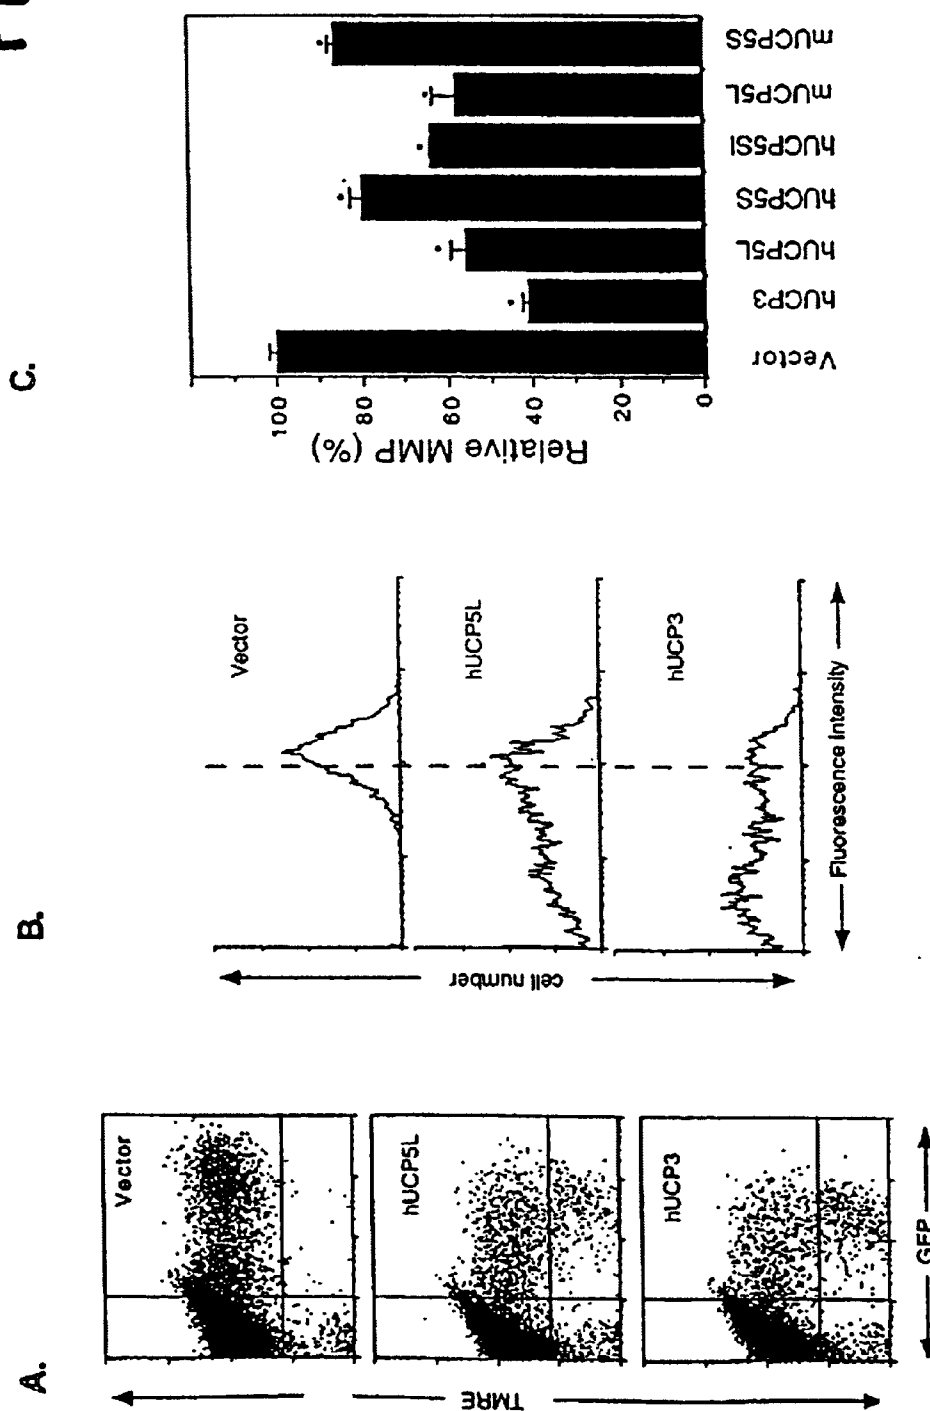 A.
TMRE
Vector
hUCP5L
hUCP3
GFP
B.
cell number
Vector
hUCP5L
hUCP3
Fluorescence Intensity
C.
Relative MMP (%)
100
80
60
40
20
0
Vector
hUCP3
hUCP5L
hUCP5S
hUCP5SI
mUCP5L
mUCP5S